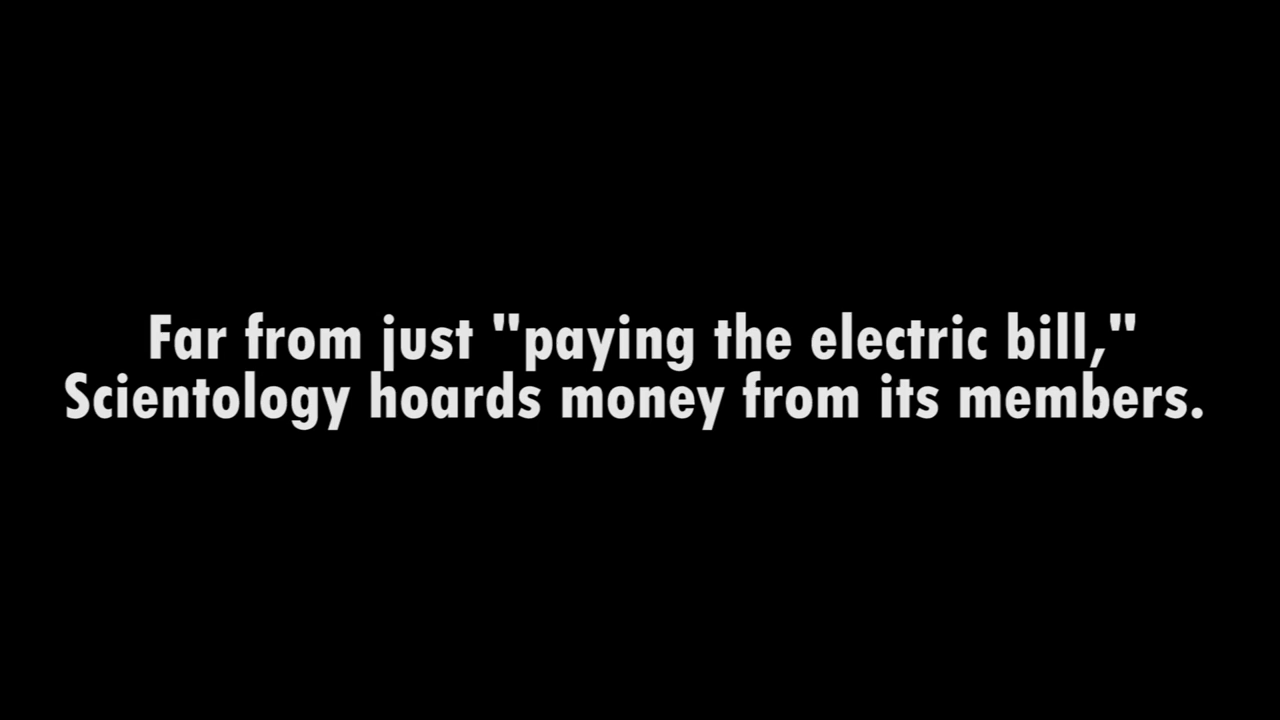 Far from just "paying the electric bill,"
Scientology hoards money from its members.